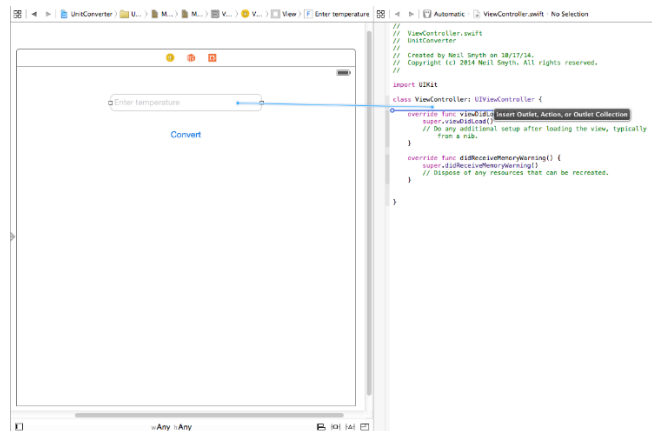 UnitConverter U... M... M... V... V... View F Enter temperature
Automatic ViewController.swift No Selection
//
// ViewController.swift
// UnitConverter
//
// Created by Neil Smyth on 10/17/14.
// Copyright (c) 2014 Neil Smyth. All rights reserved.
//
import UIKit
class ViewController: UIViewController {
override func viewDidLo
Insert Outlet, Action, or Outlet Collection
super.viewDidLoad()
// Do any additional setup after loading the view, typically
from a nib.
}
override func didReceiveMemoryWarning() {
super.didReceiveMemoryWarning()
// Dispose of any resources that can be recreated.
}
}
Enter temperature
Convert
wAny hAny